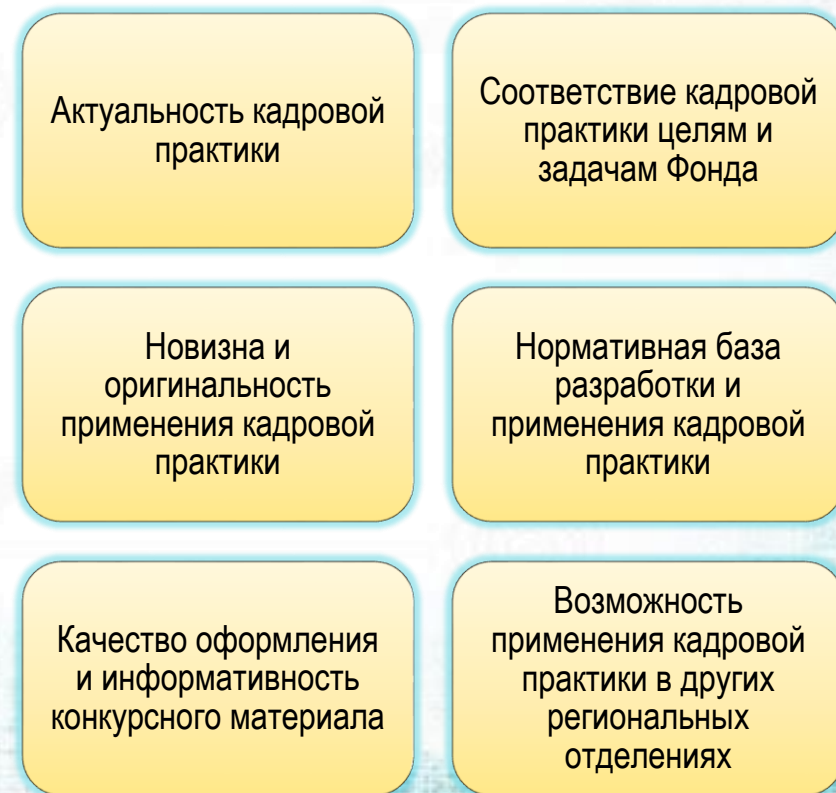 Актуальность кадровой
практики
Соответствие кадровой
практики целям и
задачам Фонда
Новизна и
оригинальность
применения кадровой
практики
Нормативная база
разработки и
применения кадровой
практики
Качество оформления
и информативность
конкурсного материала
Возможность
применения кадровой
практики в других
региональных
отделениях